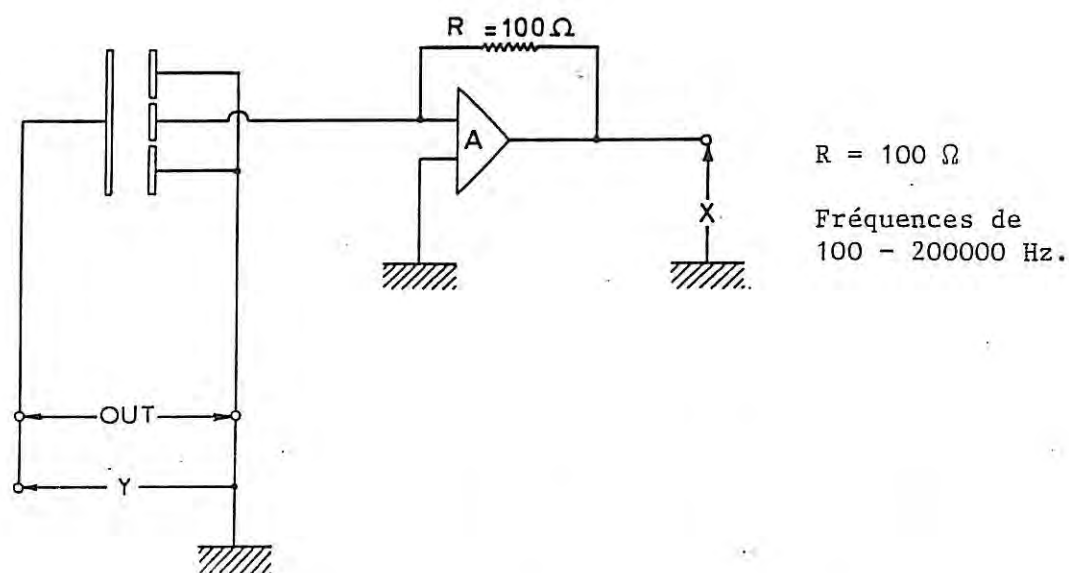 R = 100 Ω
A
X
OUT
Y
R = 100 Ω
Fréquences de
100 - 200000 Hz.